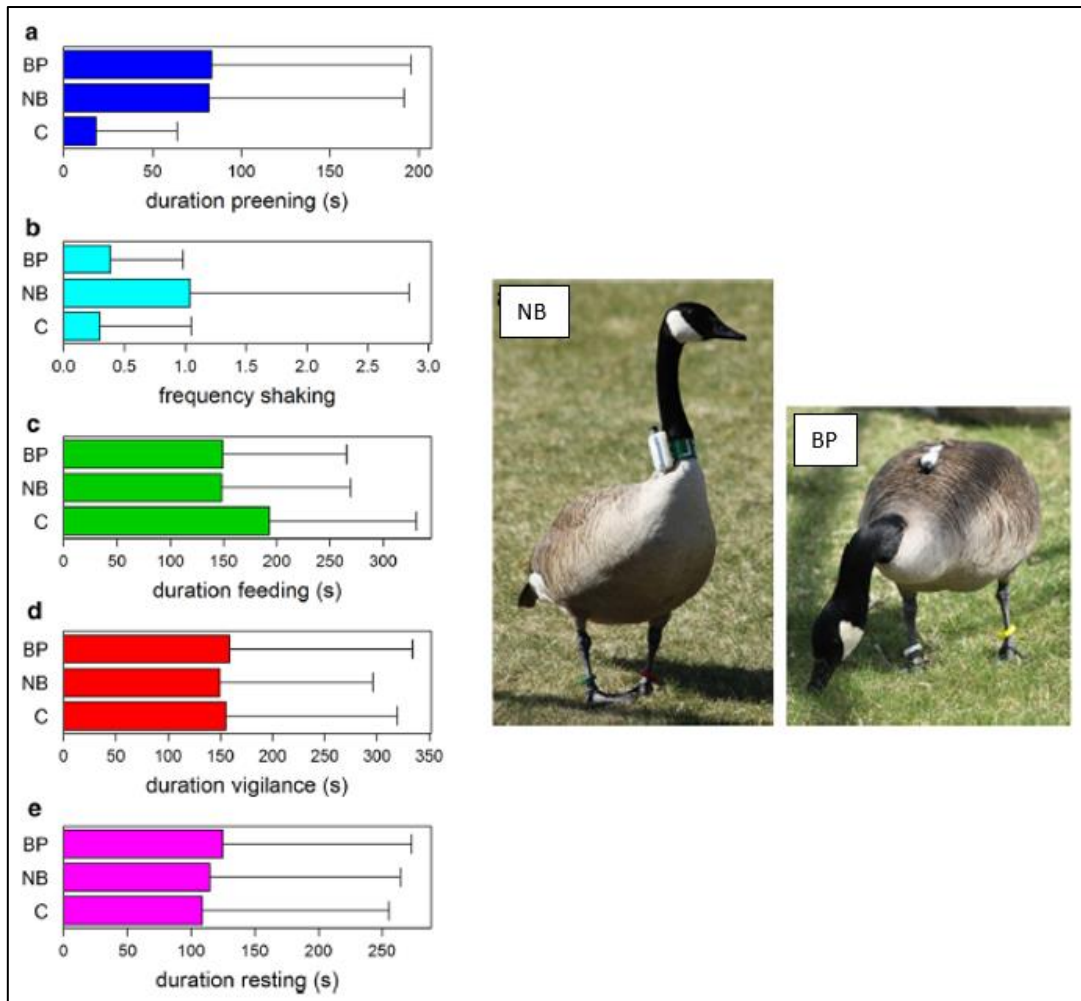 a
BP
NB
C
0 50 100 150 200
duration preening (s)
b
BP
NB
C
0.0 0.5 1.0 1.5 2.0 2.5 3.0
frequency shaking
c
BP
NB
C
0 50 100 150 200 250 300
duration feeding (s)
d
BP
NB
C
0 50 100 150 200 250 300 350
duration vigilance (s)
e
BP
NB
C
0 50 100 150 200 250
duration resting (s)
NB
BP